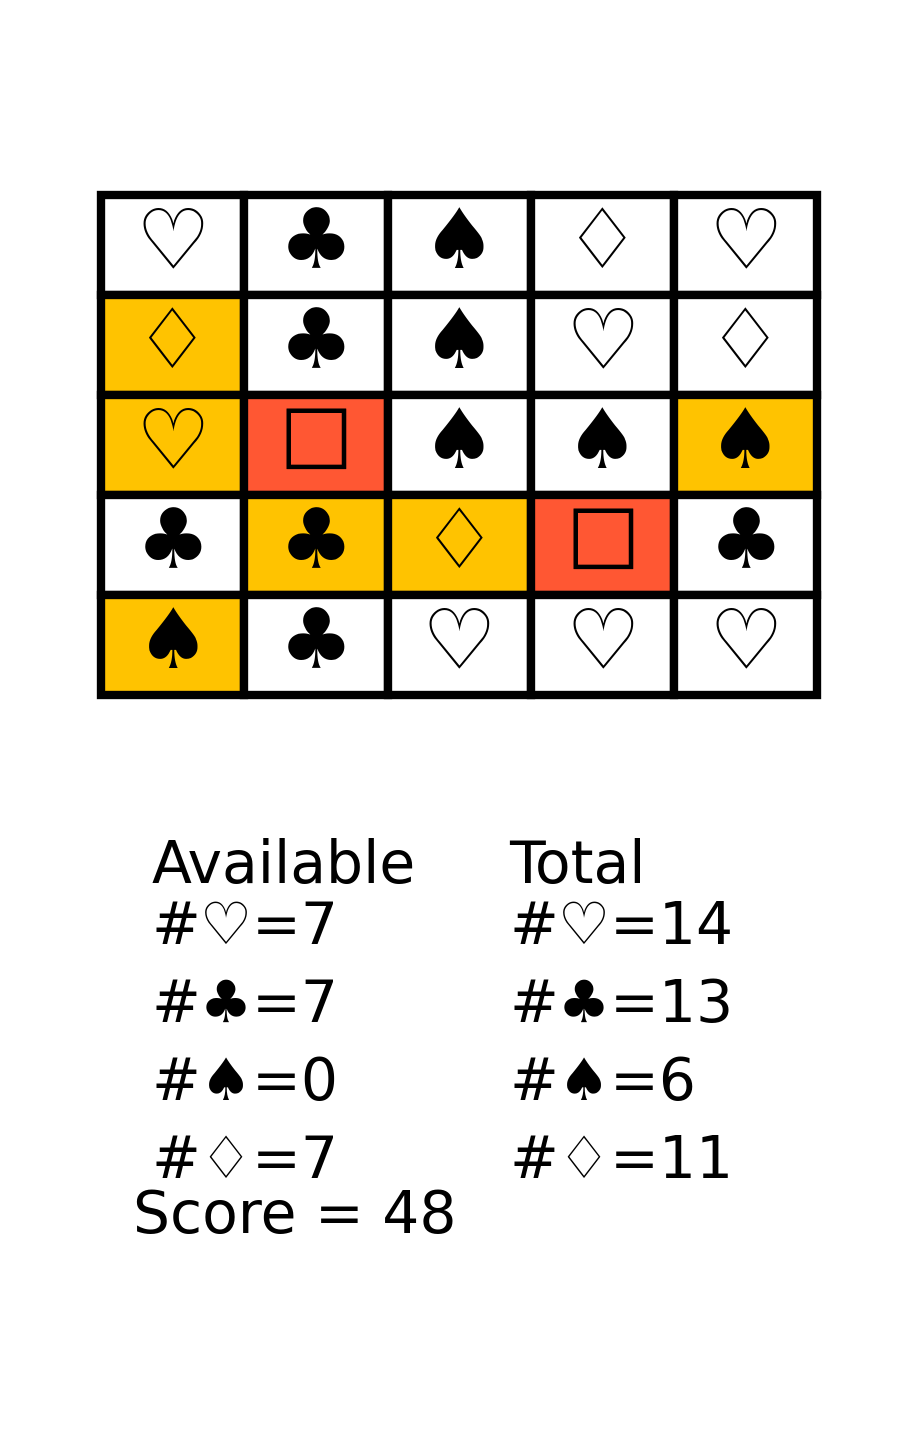 ♡ ♣ ♠ ♢ ♡
♢ ♣ ♠ ♡ ♢
♡ □ ♠ ♠ ♠
♣ ♣ ♢ □ ♣
♠ ♣ ♡ ♡ ♡
Available Total
#♡=7 #♡=14
#♣=7 #♣=13
#♠=0 #♠=6
#♢=7 #♢=11
Score = 48